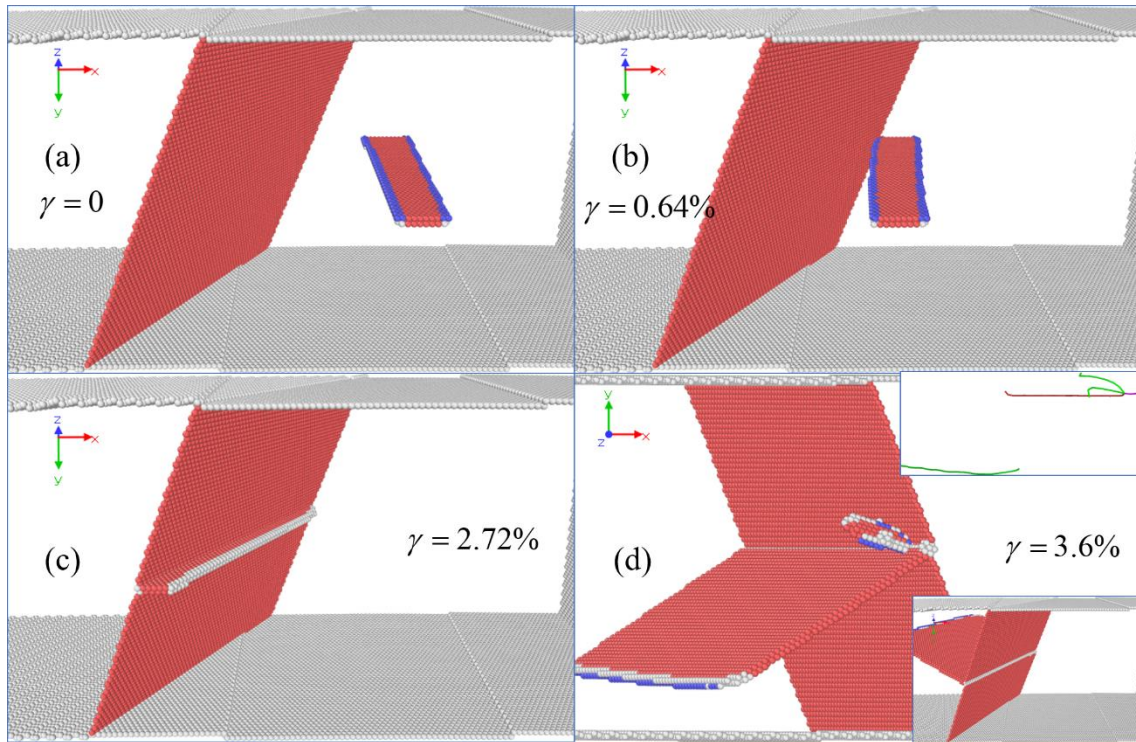 z
x
y
(a)
γ = 0
z
x
y
(b)
γ = 0.64%
z
x
y
(c)
γ = 2.72%
y
z
x
(d)
γ = 3.6%